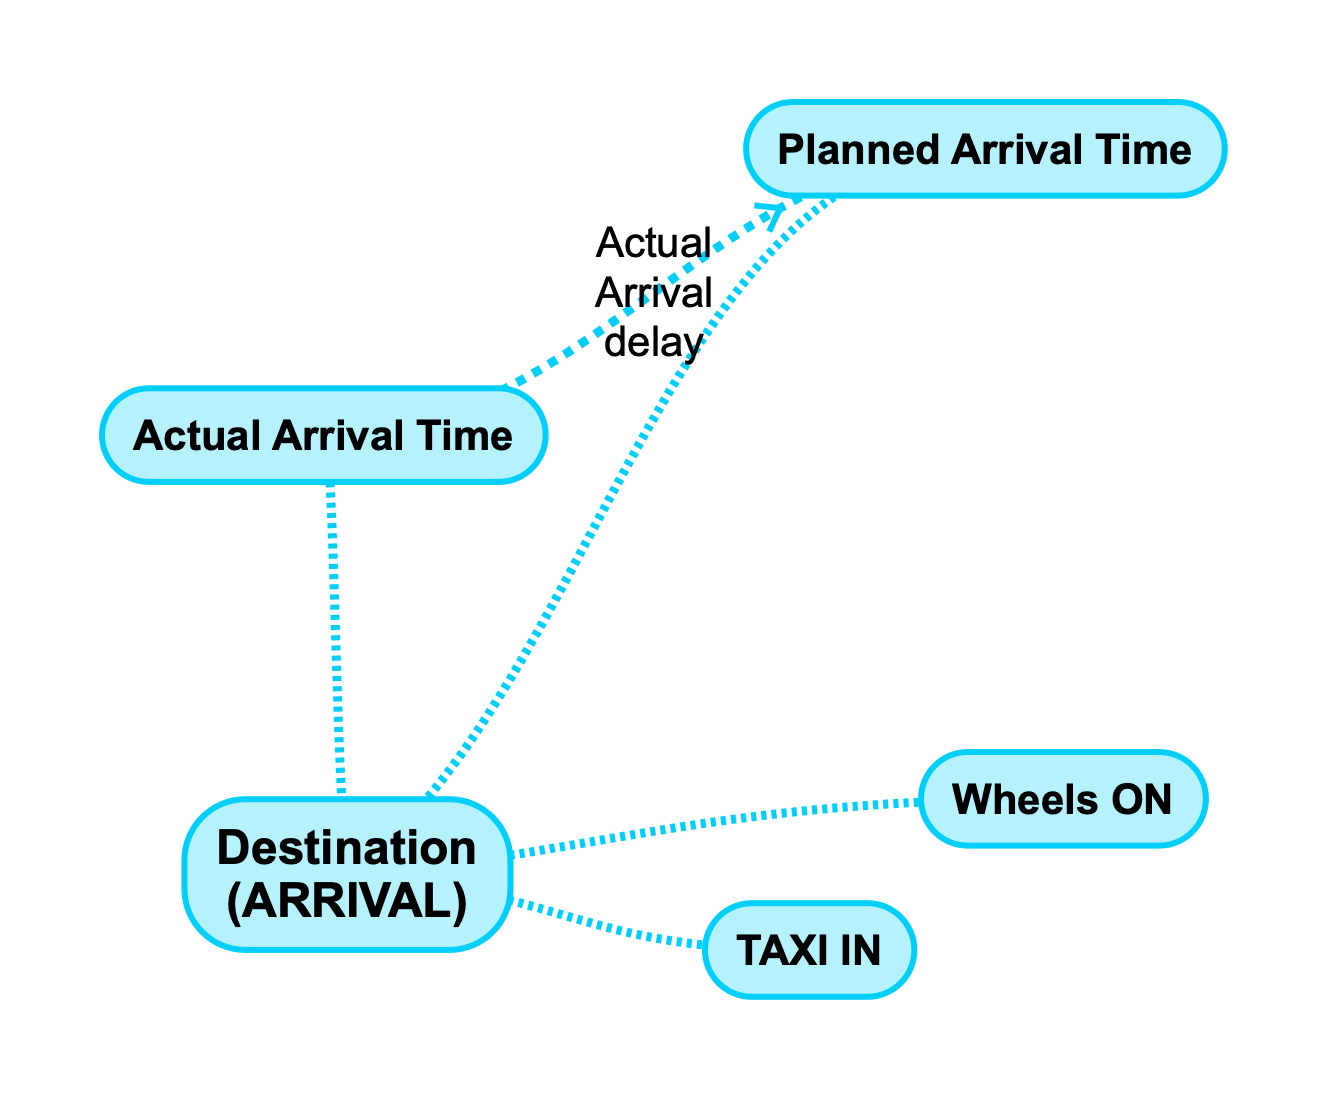 Planned Arrival Time
Actual
Arrival
delay
Actual Arrival Time
Destination
(ARRIVAL)
Wheels ON
TAXI IN